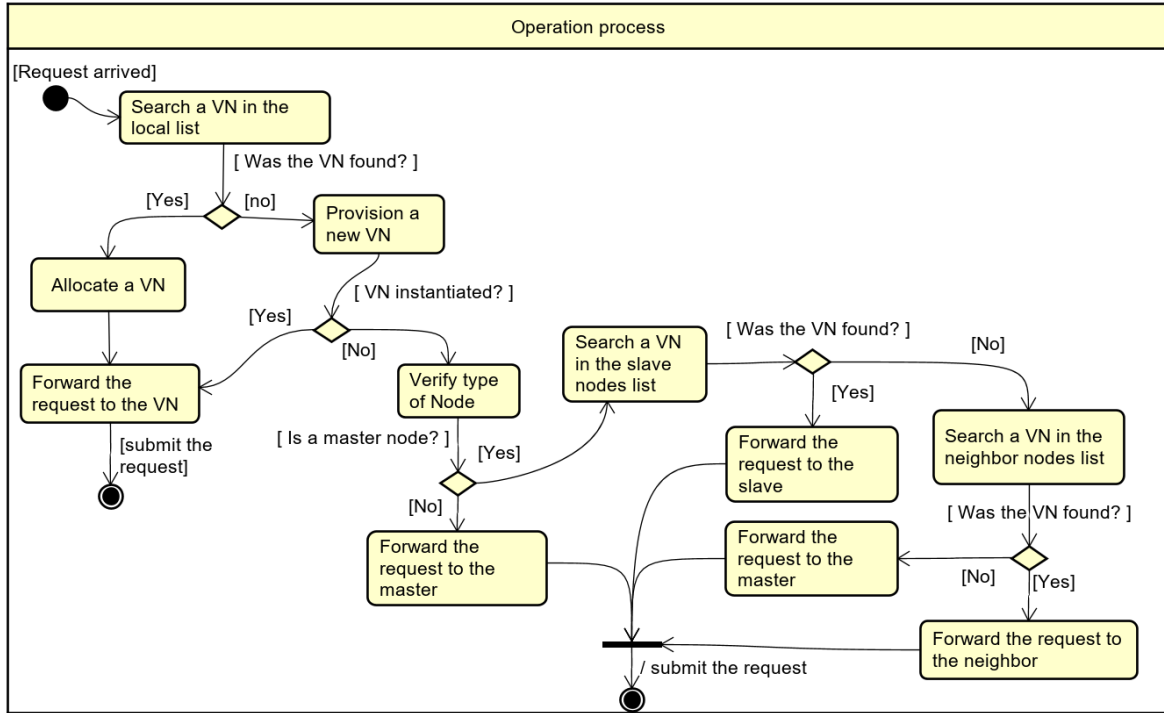 Operation process
[Request arrived]
Search a VN in the
local list
[ Was the VN found? ]
[Yes]
[no]
Provision a
new VN
Allocate a VN
[ VN instantiated? ]
[Yes]
[No]
Forward the
request to the VN
[submit the
request]
Verify type
of Node
[ Is a master node? ]
[Yes]
[No]
Forward the
request to the
master
Search a VN
in the slave
nodes list
[ Was the VN found? ]
[No]
[Yes]
Forward the
request to the
slave
Search a VN in the
neighbor nodes list
[ Was the VN found? ]
[No]
[Yes]
Forward the
request to the
master
Forward the request to
the neighbor
/ submit the request